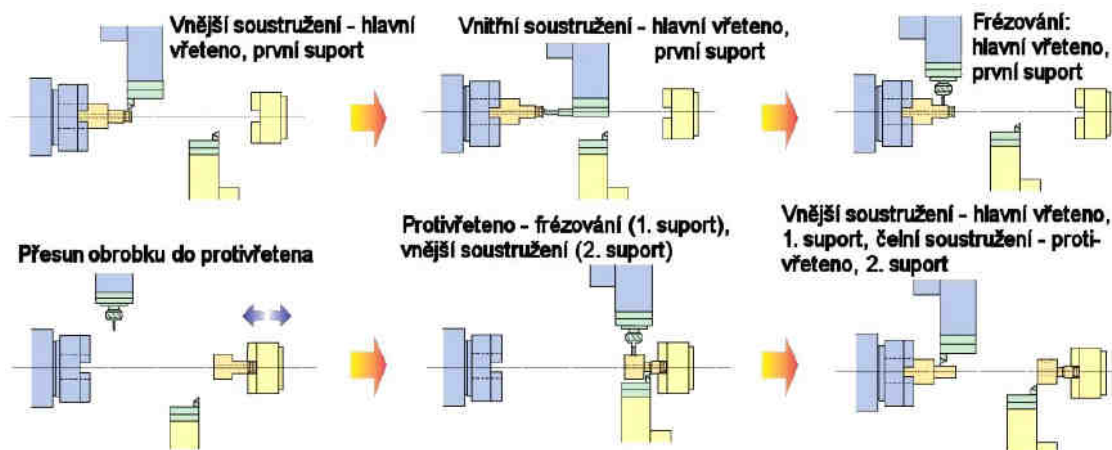 Vnější soustružení - hlavní
vřeteno, první suport
Vnitřní soustružení - hlavní vřeteno,
první suport
Frézování:
hlavní vřeteno,
první suport
Přesun obrobku do protivřetena
Protivřeteno - frézování (1. suport),
vnější soustružení (2. suport)
Vnější soustružení - hlavní vřeteno,
1. suport, čelní soustružení - proti-
vřeteno, 2. suport